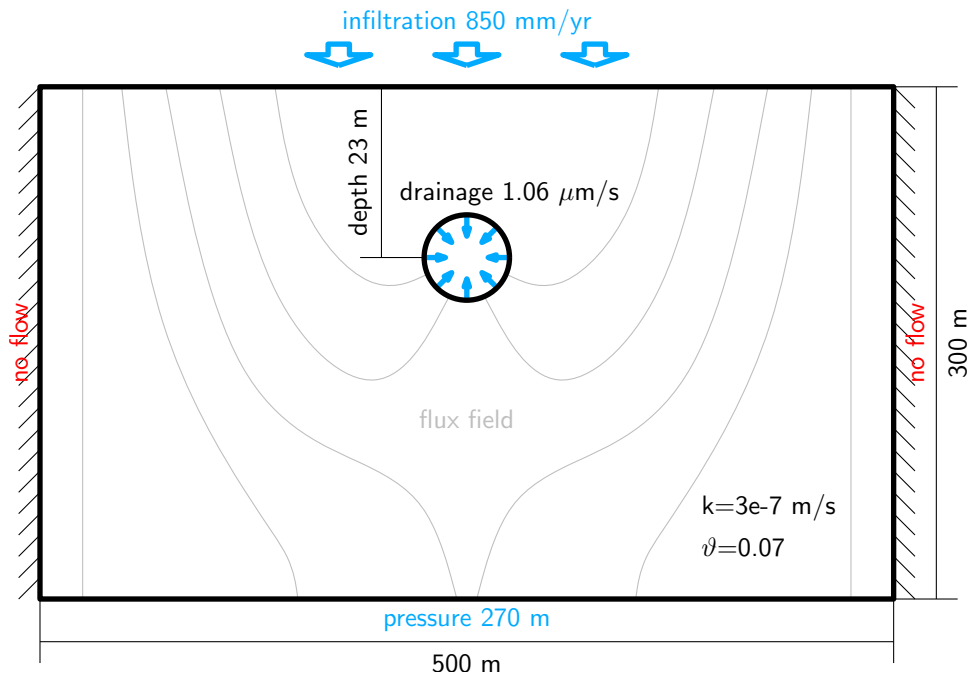 infiltration 850 mm/yr
depth 23 m
drainage 1.06 μm/s
no flow
no flow
300 m
flux field
k=3e-7 m/s
ϑ=0.07
pressure 270 m
500 m